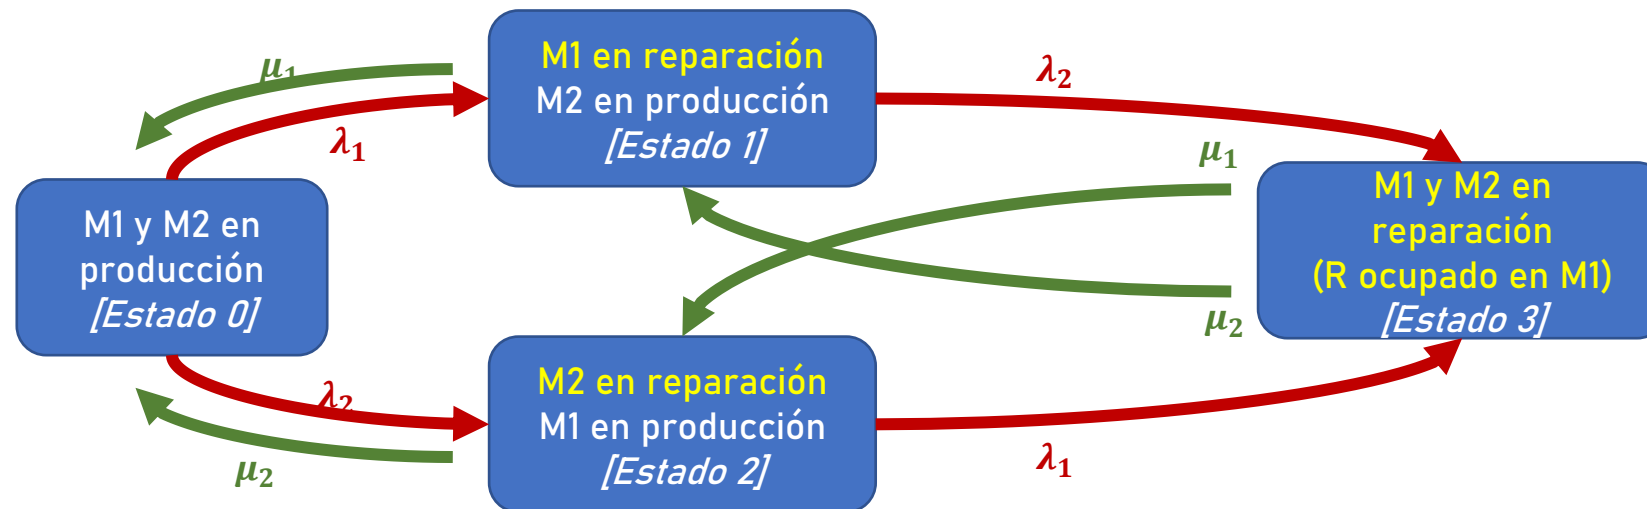 μ₁
λ₁
M1 en reparación
M2 en producción
[Estado 1]
λ₂
μ₁
M1 y M2 en
producción
[Estado 0]
M1 y M2 en
reparación
(R ocupado en M1)
[Estado 3]
μ₂
λ₂
μ₂
M2 en reparación
M1 en producción
[Estado 2]
λ₁